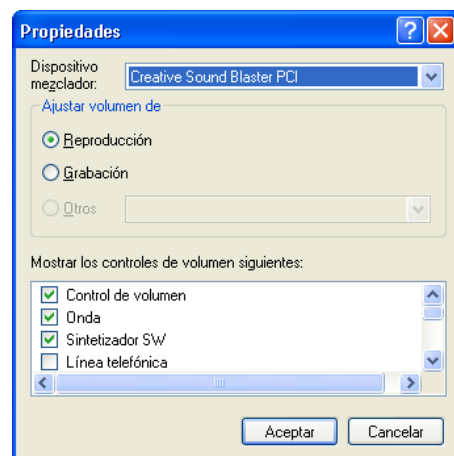 Propiedades
Dispositivo
mezclador:
Creative Sound Blaster PCI
Ajustar volumen de
Reproducción
Grabación
Otros
Mostrar los controles de volumen siguientes:
Control de volumen
Onda
Sintetizador SW
Línea telefónica
Aceptar
Cancelar